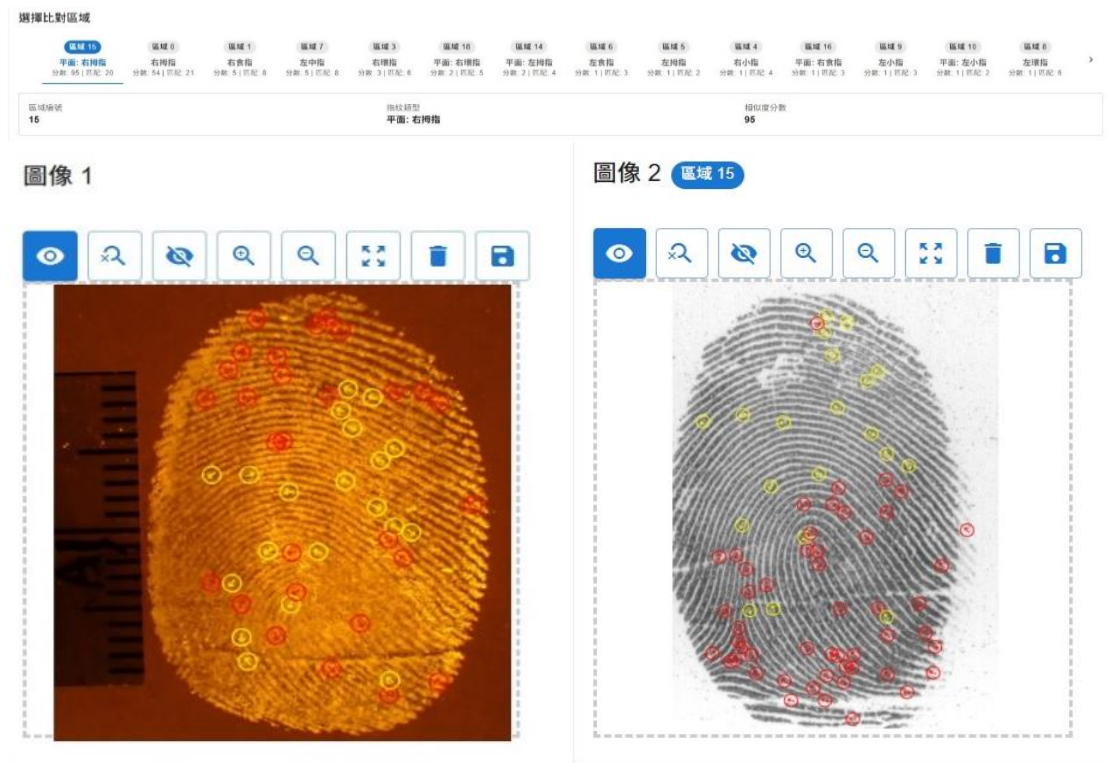 選擇比對區域
區域 15 區域 0 區域 1 區域 7 區域 3 區域 18 區域 14 區域 6 區域 5 區域 4 區域 16 區域 9 區域 10 區域 8
平面: 右拇指 右拇指 右食指 左中指 右環指 平面: 右環指 平面: 左拇指 左食指 左拇指 右小指 平面: 右食指 左小指 平面: 左小指 左環指
分數: 95 | 匹配: 20 分數: 54 | 匹配: 21 分數: 5 | 匹配: 8 分數: 5 | 匹配: 8 分數: 3 | 匹配: 6 分數: 2 | 匹配: 5 分數: 2 | 匹配: 4 分數: 1 | 匹配: 3 分數: 1 | 匹配: 2 分數: 1 | 匹配: 4 分數: 1 | 匹配: 3 分數: 1 | 匹配: 3 分數: 1 | 匹配: 2 分數: 1 | 匹配: 6
區域編號 指紋類型 相似度分數
15 平面: 右拇指 95
圖像 1
圖像 2 區域 15